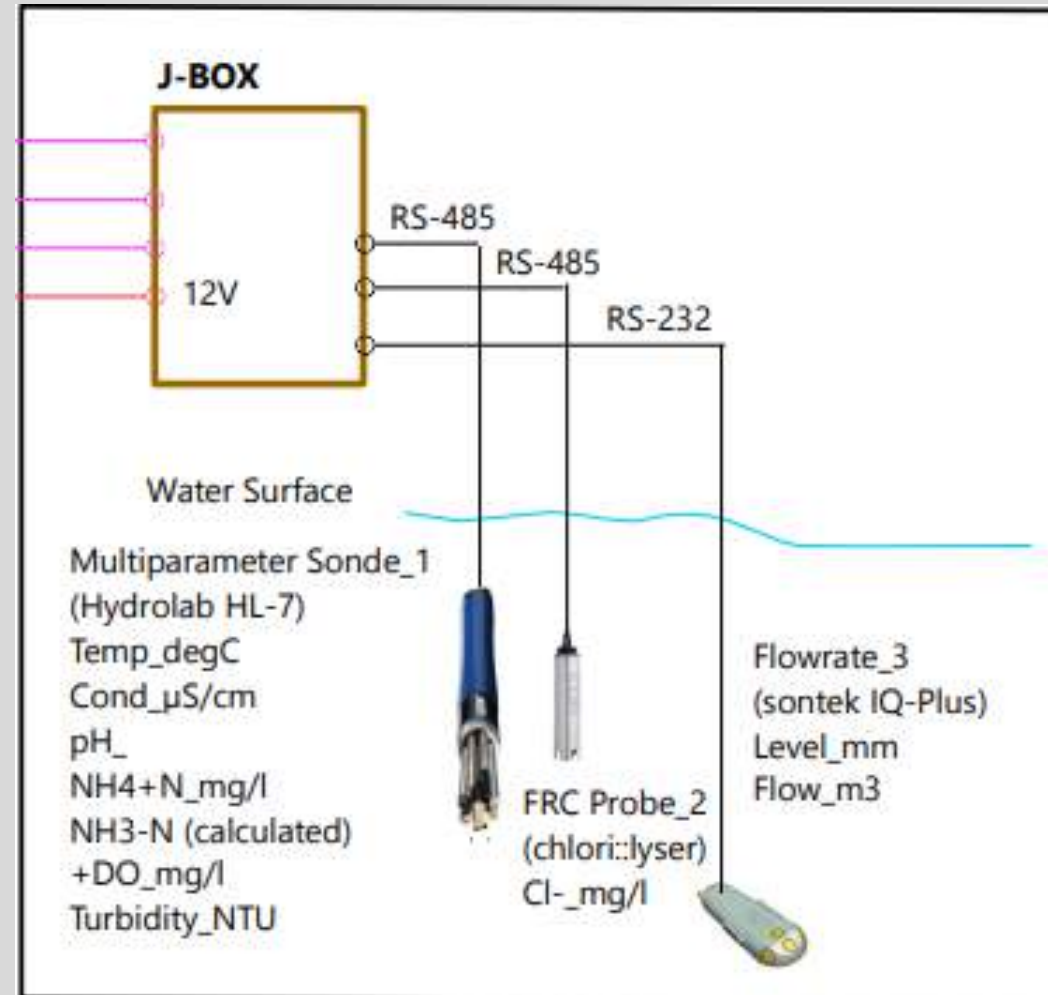 J-BOX
RS-485
RS-485
12V
RS-232
Water Surface
Multiparameter Sonde_1
(Hydrolab HL-7)
Temp_degC
Cond_µS/cm
pH_
NH4+N_mg/l
NH3-N (calculated)
+DO_mg/l
Turbidity_NTU
FRC Probe_2
(chlori::lyser)
Cl-_mg/l
Flowrate_3
(sontek IQ-Plus)
Level_mm
Flow_m3